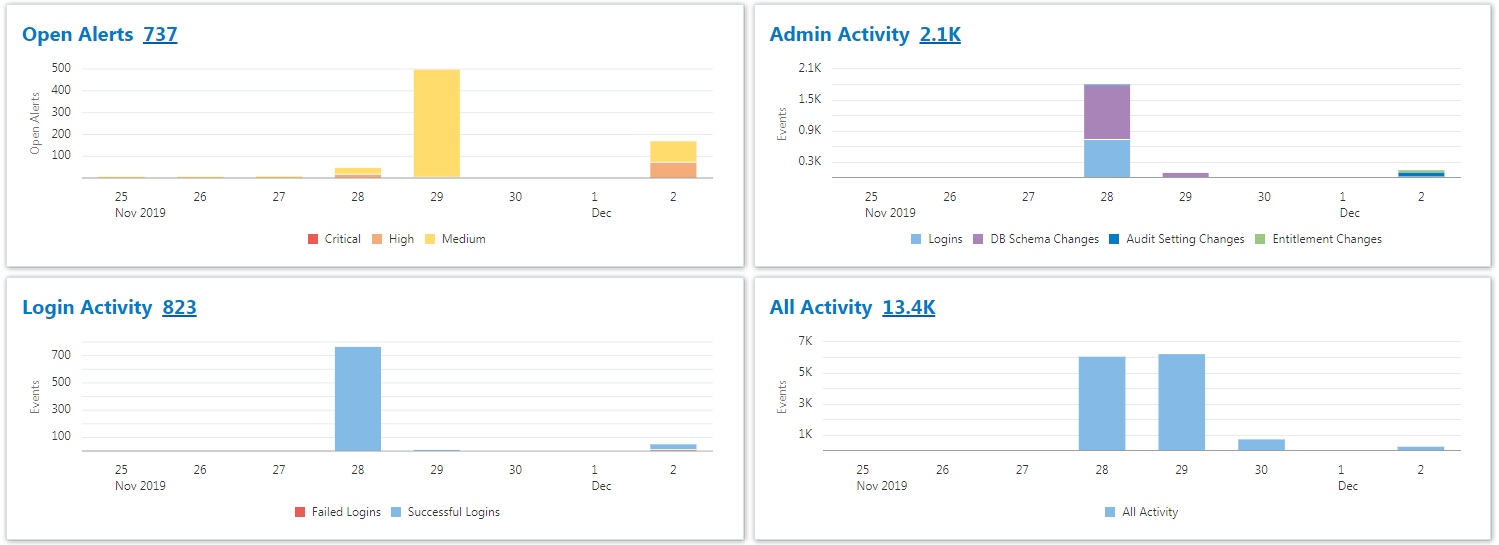 Open Alerts 737
500
400
300
200
100
Open Alerts
25 26 27 28 29 30 1 2
Nov 2019 Dec
Critical High Medium
Admin Activity 2.1K
2.1K
1.5K
0.9K
0.3K
Events
25 26 27 28 29 30 1 2
Nov 2019 Dec
Logins DB Schema Changes Audit Setting Changes Entitlement Changes
Login Activity 823
700
500
300
100
Events
25 26 27 28 29 30 1 2
Nov 2019 Dec
Failed Logins Successful Logins
All Activity 13.4K
7K
5K
3K
1K
Events
25 26 27 28 29 30 1 2
Nov 2019 Dec
All Activity